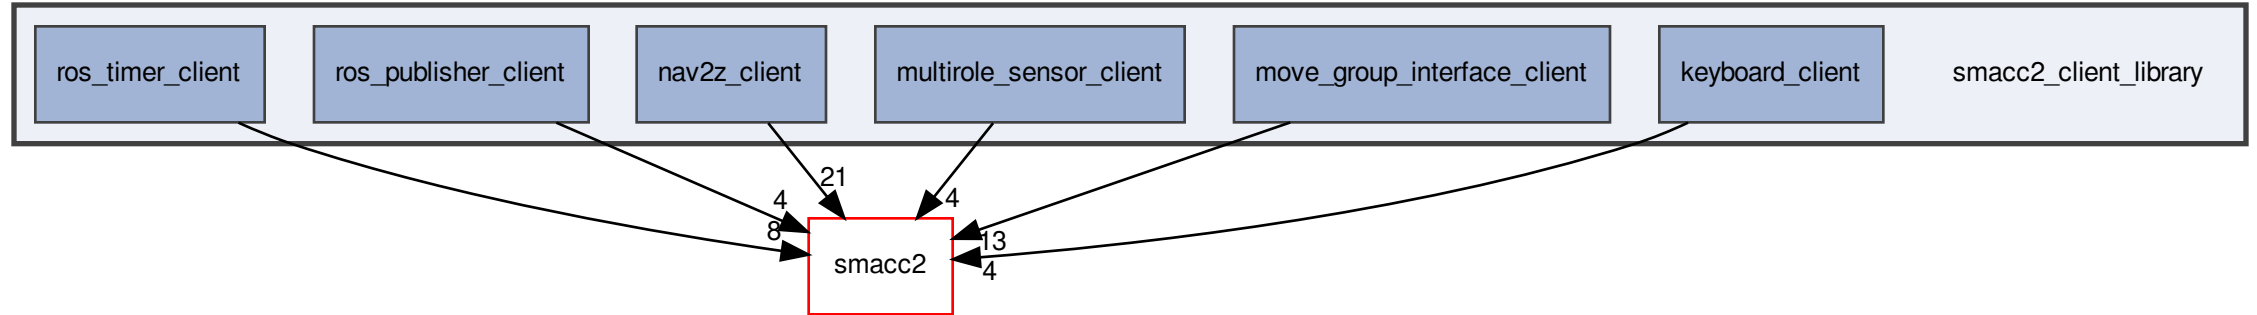 ros_timer_client
ros_publisher_client
nav2z_client
multirole_sensor_client
move_group_interface_client
keyboard_client
smacc2_client_library
21
4
4
8
13
4
smacc2